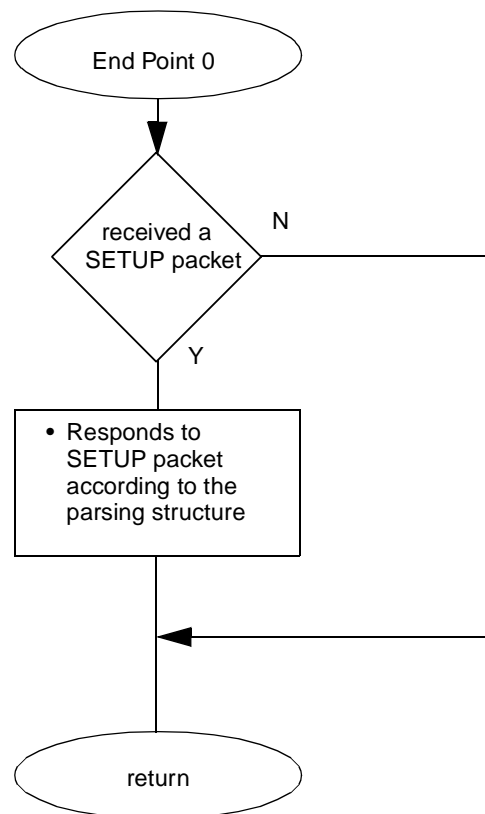 End Point 0
received a
SETUP packet
N
Y
• Responds to
SETUP packet
according to the
parsing structure
return